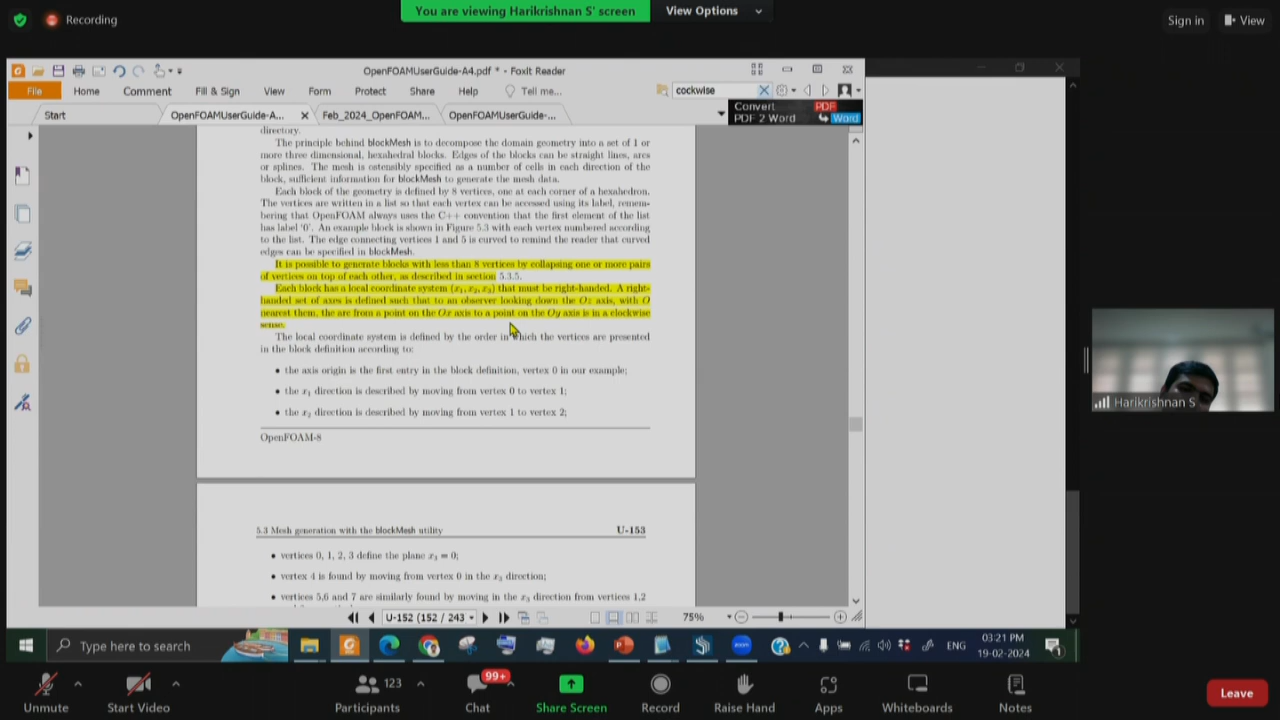 Recording
You are viewing Harikrishnan S' screen
View Options
Sign in
View
OpenFOAMUserGuide-A4.pdf * - Foxit Reader
File
Home
Comment
Fill & Sign
View
Form
Protect
Share
Help
Tell me...
cockwise
Start
OpenFOAMUserGuide-A...
Feb_2024_OpenFOAM...
OpenFOAMUserGuide-...
Convert PDF
PDF 2 Word Word
directory.
The principle behind blockMesh is to decompose the domain geometry into a set of 1 or
more three dimensional, hexahedral blocks. Edges of the blocks can be straight lines, arcs
or splines. The mesh is ostensibly specified as a number of cells in each direction of the
block, sufficient information for blockMesh to generate the mesh data.
Each block of the geometry is defined by 8 vertices, one at each corner of a hexahedron.
The vertices are written in a list so that each vertex can be accessed using its label, remem-
bering that OpenFOAM always uses the C++ convention that the first element of the list
has label '0'. An example block is shown in Figure 5.3 with each vertex numbered according
to the list. The edge connecting vertices 1 and 5 is curved to remind the reader that curved
edges can be specified in blockMesh.
It is possible to generate blocks with less than 8 vertices by collapsing one or more pairs
of vertices on top of each other, as described in section 5.3.5.
Each block has a local coordinate system (x₁, x₂, x₃) that must be right-handed. A right-
handed set of axes is defined such that to an observer looking down the Oz axis, with O
nearest them, the arc from a point on the Ox axis to a point on the Oy axis is in a clockwise
sense.
The local coordinate system is defined by the order in which the vertices are presented
in the block definition according to:
• the axis origin is the first entry in the block definition, vertex 0 in our example;
• the x₁ direction is described by moving from vertex 0 to vertex 1;
• the x₂ direction is described by moving from vertex 1 to vertex 2;
OpenFOAM-8
5.3 Mesh generation with the blockMesh utility
U-153
• vertices 0, 1, 2, 3 define the plane x₃ = 0;
• vertex 4 is found by moving from vertex 0 in the x₃ direction;
• vertices 5,6 and 7 are similarly found by moving in the x₃ direction from vertices 1,2
U-152 (152 / 243
75%
Harikrishnan S
Type here to search
zoom
ENG
03:21 PM
19-02-2024
1
Unmute
Start Video
123
Participants
99+
Chat
Share Screen
Record
Raise Hand
Apps
Whiteboards
Notes
Leave